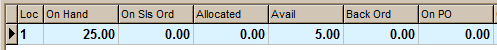 Loc On Hand On Sls Ord Allocated Avail Back Ord On PO
1 25.00 0.00 0.00 5.00 0.00 0.00